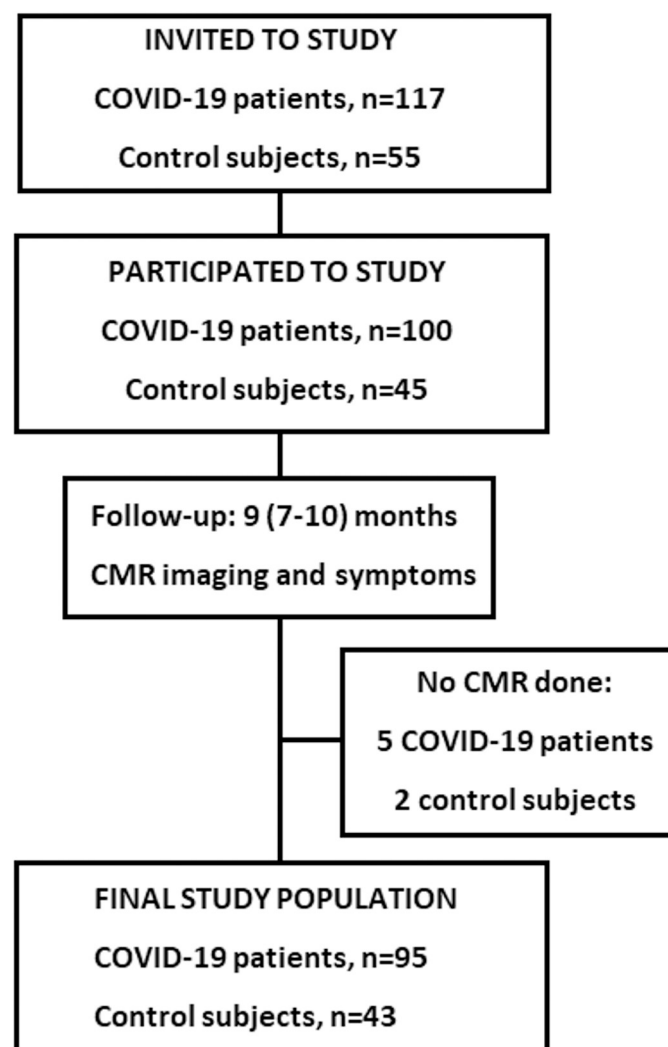 INVITED TO STUDY
COVID-19 patients, n=117
Control subjects, n=55
PARTICIPATED TO STUDY
COVID-19 patients, n=100
Control subjects, n=45
Follow-up: 9 (7-10) months
CMR imaging and symptoms
No CMR done:
5 COVID-19 patients
2 control subjects
FINAL STUDY POPULATION
COVID-19 patients, n=95
Control subjects, n=43